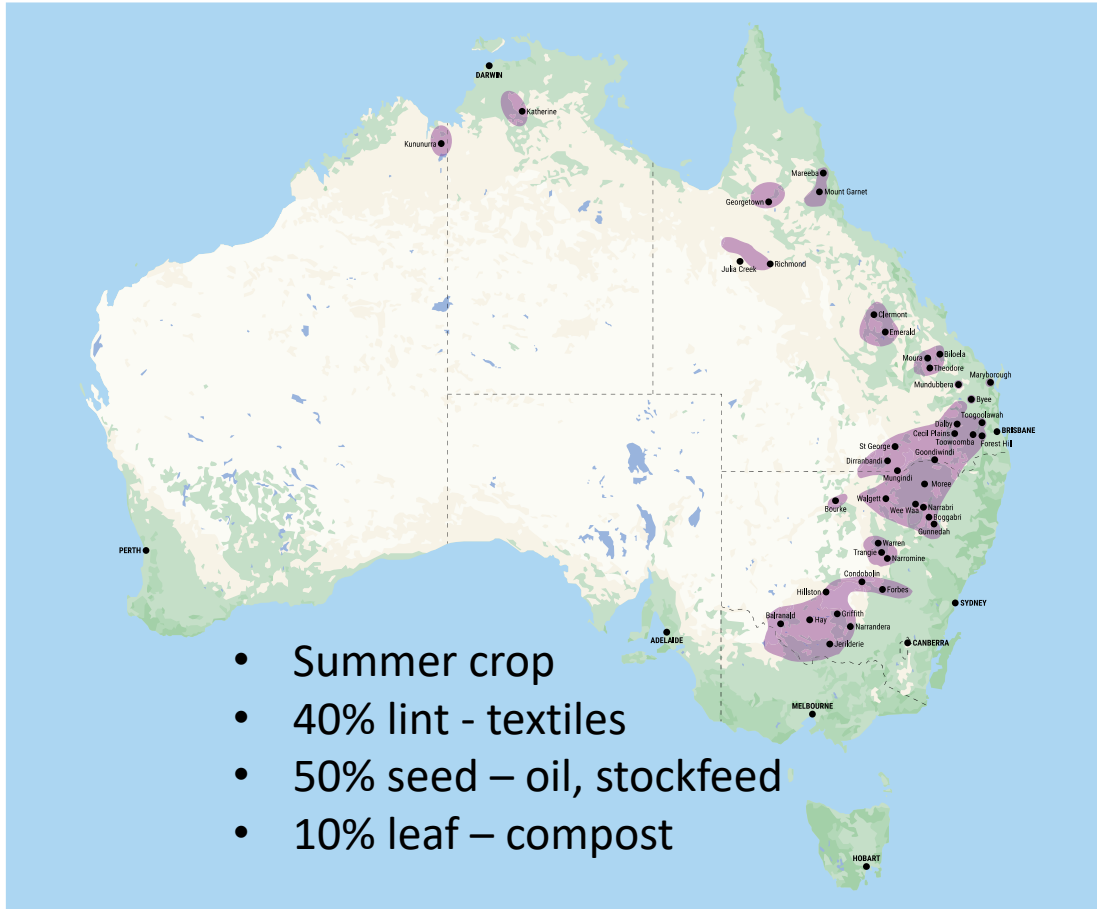 DARWIN
Katherine
Kununurra
Mareeba
Mount Garnet
Georgetown
Julia Creek
Richmond
Clermont
Emerald
Moura
Biloela
Theodore
Maryborough
Mundubbera
Byee
Toogoolawah
Dalby
Cecil Plains
BRISBANE
Toowoomba
Forest Hill
St George
Goondiwindi
Dirranbandi
Mungindi
Moree
Walgett
Bourke
Wee Waa
Narrabri
Boggabri
Gunnedah
Warren
Trangie
Narromine
PERTH
Condobolin
Hillston
Forbes
SYDNEY
Balranald
Hay
Griffith
Narrandera
ADELAIDE
Jerilderie
CANBERRA
MELBOURNE
• Summer crop
• 40% lint - textiles
• 50% seed – oil, stockfeed
• 10% leaf – compost
HOBART